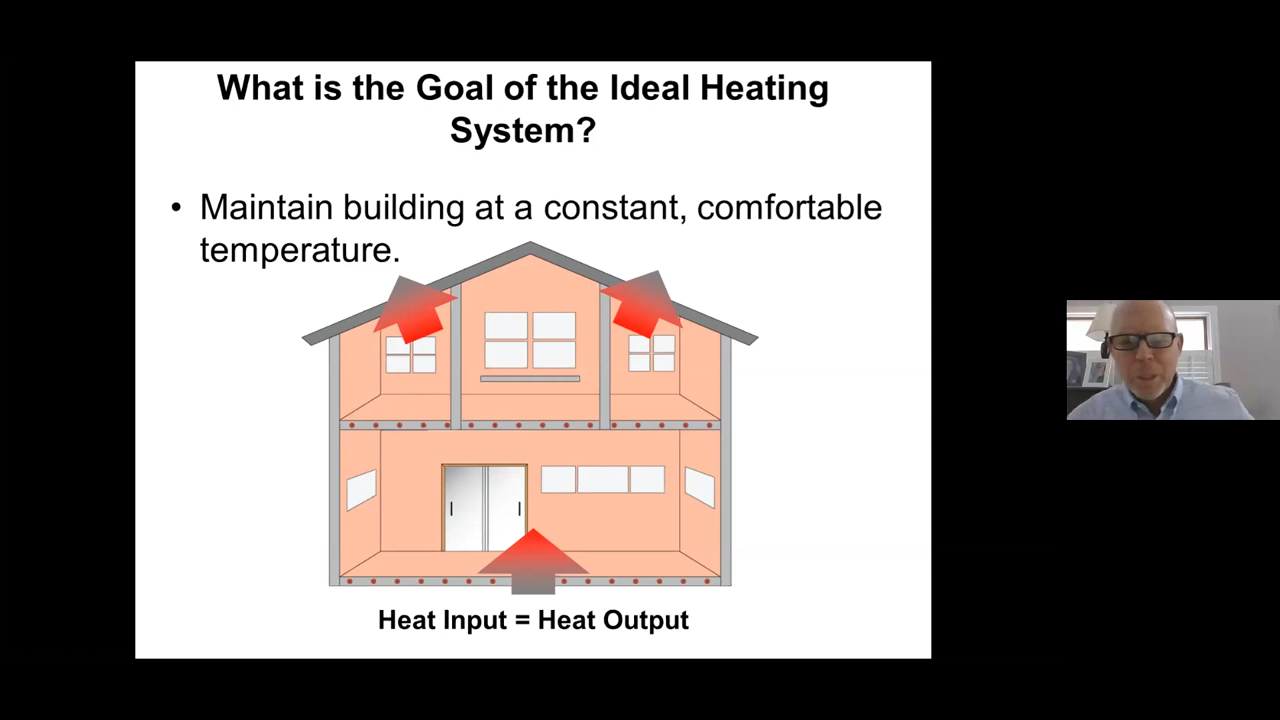 What is the Goal of the Ideal Heating
System?
• Maintain building at a constant, comfortable
temperature.
Heat Input = Heat Output